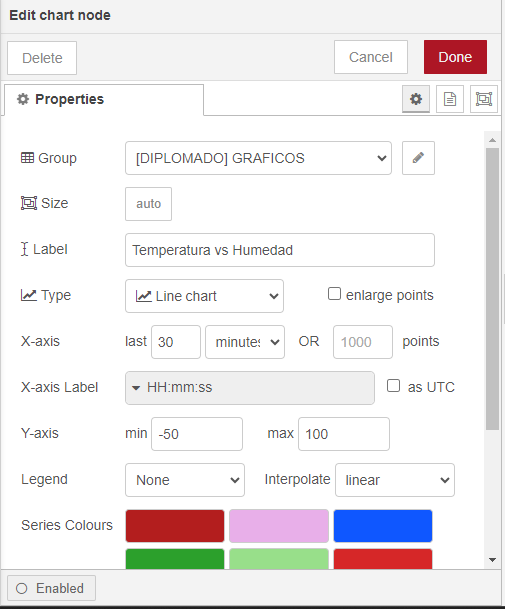 Edit chart node
Delete Cancel Done
Properties
Group [DIPLOMADO] GRAFICOS
Size auto
Label Temperatura vs Humedad
Type Line chart enlarge points
X-axis last 30 minutes OR 1000 points
X-axis Label HH:mm:ss as UTC
Y-axis min -50 max 100
Legend None Interpolate linear
Series Colours
Enabled